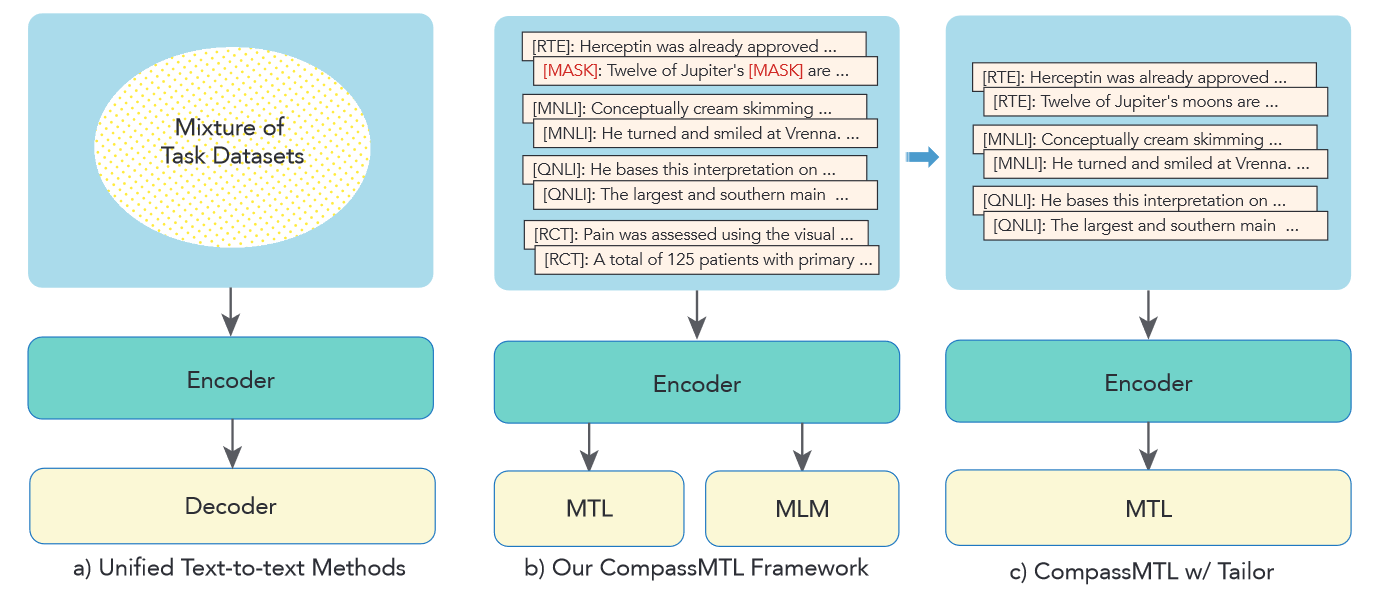 Mixture of
Task Datasets
Encoder
Decoder
a) Unified Text-to-text Methods
[RTE]: Herceptin was already approved ...
[MASK]: Twelve of Jupiter's [MASK] are ...
[MNLI]: Conceptually cream skimming ...
[MNLI]: He turned and smiled at Vrenna. ...
[QNLI]: He bases this interpretation on ...
[QNLI]: The largest and southern main ...
[RCT]: Pain was assessed using the visual ...
[RCT]: A total of 125 patients with primary ...
Encoder
MTL
MLM
b) Our CompassMTL Framework
[RTE]: Herceptin was already approved ...
[RTE]: Twelve of Jupiter's moons are ...
[MNLI]: Conceptually cream skimming ...
[MNLI]: He turned and smiled at Vrenna. ...
[QNLI]: He bases this interpretation on ...
[QNLI]: The largest and southern main ...
Encoder
MTL
c) CompassMTL w/ Tailor